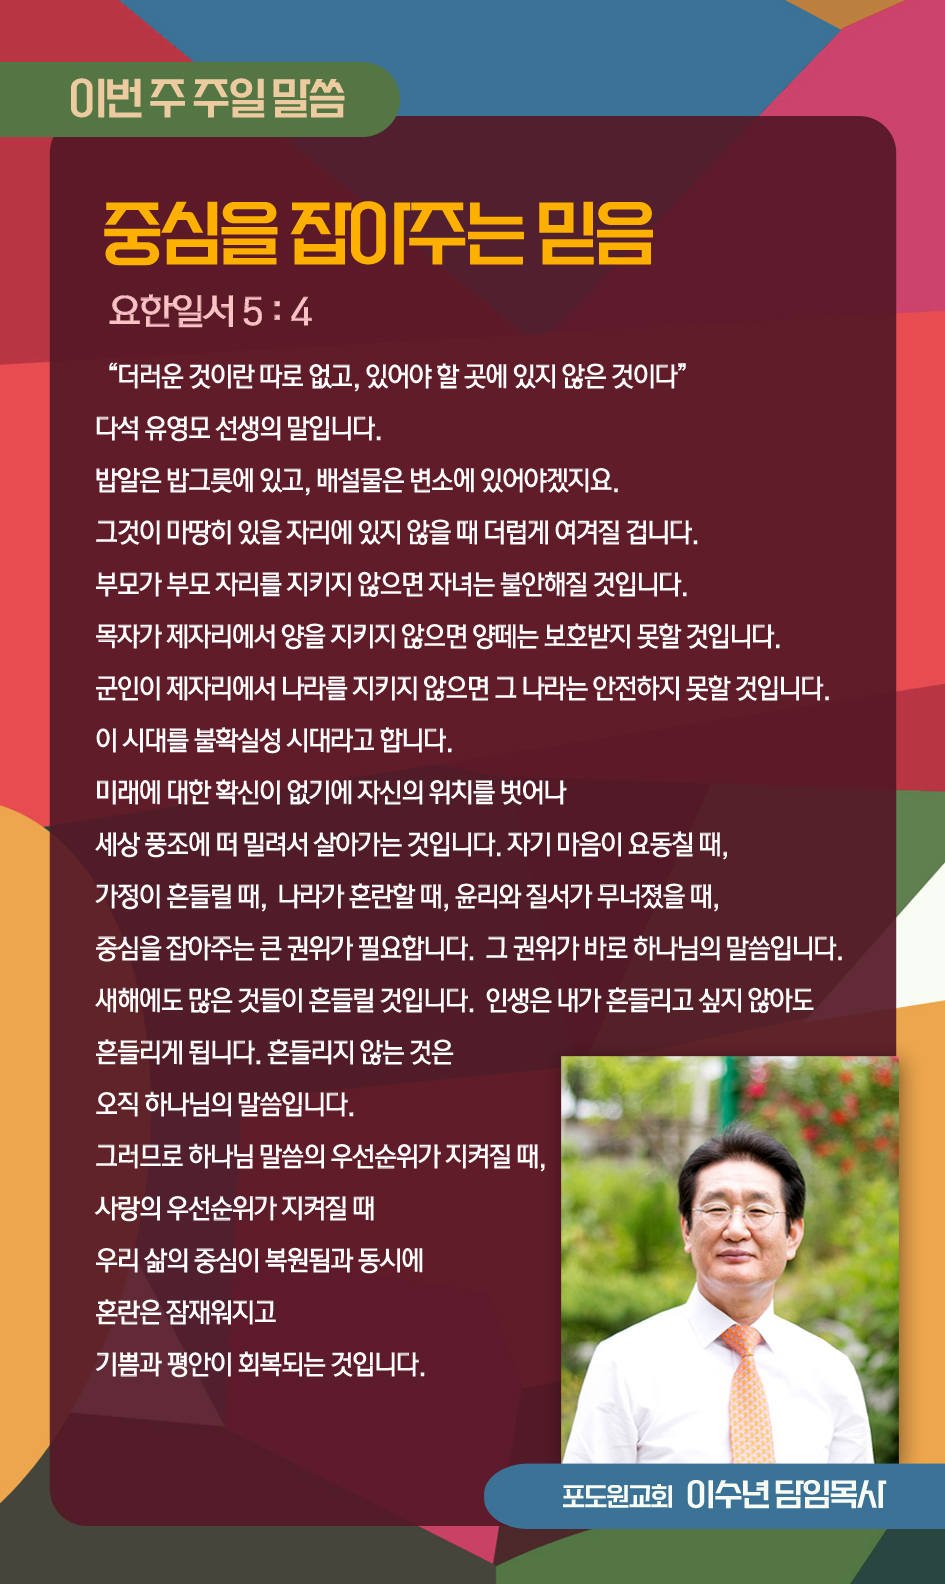 이번 주 주일 말씀
중심을 잡아주는 믿음
요한일서 5 : 4
“더러운 것이란 따로 없고, 있어야 할 곳에 있지 않은 것이다”
다석 유영모 선생의 말입니다.
밥알은 밥그릇에 있고, 배설물은 변소에 있어야겠지요.
그것이 마땅히 있을 자리에 있지 않을 때 더럽게 여겨질 겁니다.
부모가 부모 자리를 지키지 않으면 자녀는 불안해질 것입니다.
목자가 제자리에서 양을 지키지 않으면 양떼는 보호받지 못할 것입니다.
군인이 제자리에서 나라를 지키지 않으면 그 나라는 안전하지 못할 것입니다.
이 시대를 불확실성 시대라고 합니다.
미래에 대한 확신이 없기에 자신의 위치를 벗어나
세상 풍조에 떠 밀려서 살아가는 것입니다. 자기 마음이 요동칠 때,
가정이 흔들릴 때, 나라가 혼란할 때, 윤리와 질서가 무너졌을 때,
중심을 잡아주는 큰 권위가 필요합니다. 그 권위가 바로 하나님의 말씀입니다.
새해에도 많은 것들이 흔들릴 것입니다. 인생은 내가 흔들리고 싶지 않아도
흔들리게 됩니다. 흔들리지 않는 것은
오직 하나님의 말씀입니다.
그러므로 하나님 말씀의 우선순위가 지켜질 때,
사랑의 우선순위가 지켜질 때
우리 삶의 중심이 복원됨과 동시에
혼란은 잠재워지고
기쁨과 평안이 회복되는 것입니다.
포도원교회 이수년 담임목사